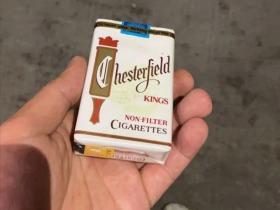 Chesterfield
KINGS
NON-FILTER
CIGARETTES